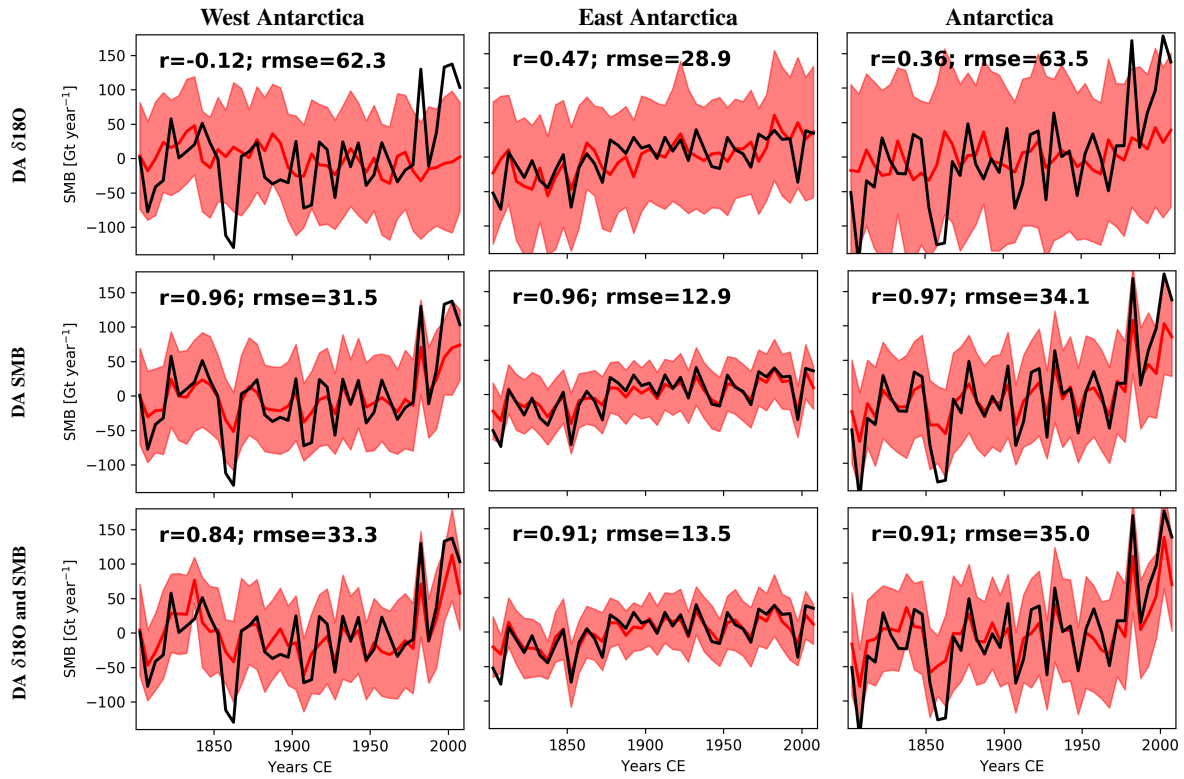 West Antarctica
East Antarctica
Antarctica
DA δ18O
SMB [Gt year⁻¹]
150
100
50
0
−50
−100
r=-0.12; rmse=62.3
r=0.47; rmse=28.9
r=0.36; rmse=63.5
DA SMB
SMB [Gt year⁻¹]
150
100
50
0
−50
−100
r=0.96; rmse=31.5
r=0.96; rmse=12.9
r=0.97; rmse=34.1
DA δ18O and SMB
SMB [Gt year⁻¹]
150
100
50
0
−50
−100
r=0.84; rmse=33.3
r=0.91; rmse=13.5
r=0.91; rmse=35.0
1850 1900 1950 2000
1850 1900 1950 2000
1850 1900 1950 2000
Years CE
Years CE
Years CE